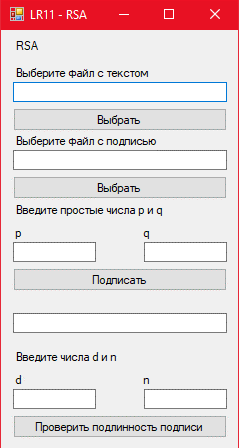 LR11 - RSA
RSA
Выберите файл с текстом
Выбрать
Выберите файл с подписью
Выбрать
Введите простые числа p и q
p q
Подписать
Введите числа d и n
d n
Проверить подлинность подписи